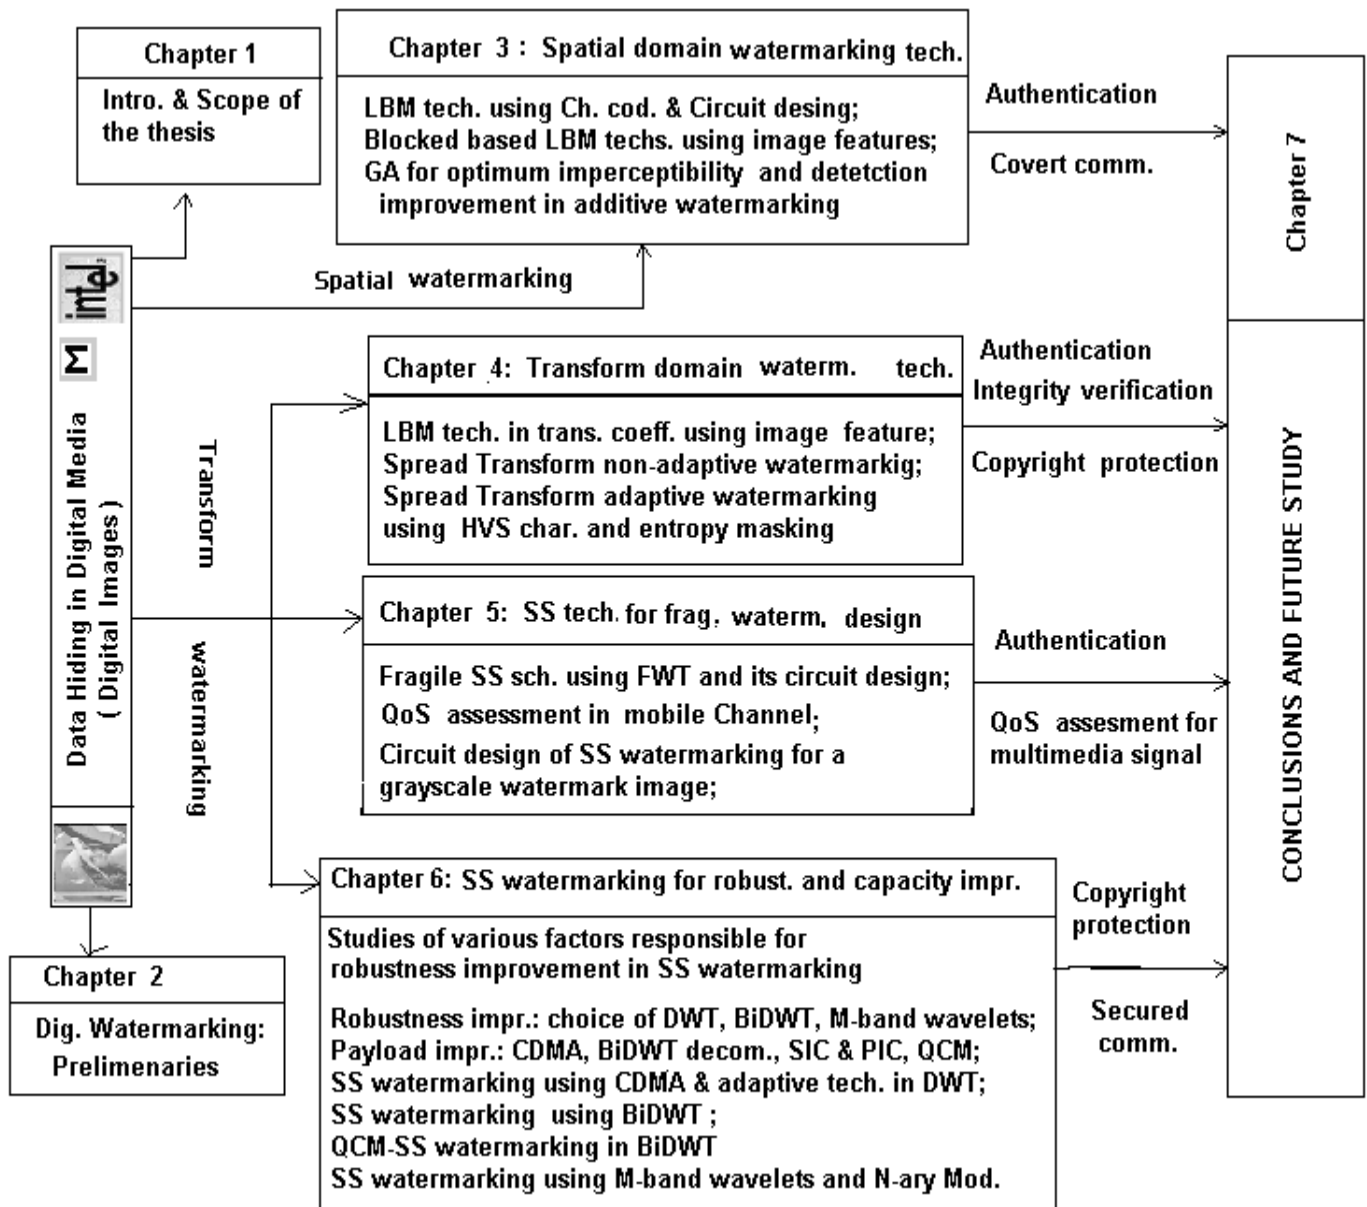 Chapter 1
Intro. & Scope of
the thesis
Chapter 3 : Spatial domain watermarking tech.
LBM tech. using Ch. cod. & Circuit desing;
Blocked based LBM techs. using image features;
GA for optimum imperceptibility and detetction
improvement in additive watermarking
Authentication
Covert comm.
Chapter 7
CONCLUSIONS AND FUTURE STUDY
intel
Σ
Data Hiding in Digital Media
( Digital Images )
Spatial watermarking
Transform
watermarking
Chapter 4: Transform domain waterm. tech.
LBM tech. in trans. coeff. using image feature;
Spread Transform non-adaptive watermarkig;
Spread Transform adaptive watermarking
using HVS char. and entropy masking
Authentication
Integrity verification
Copyright protection
Chapter 5: SS tech. for frag. waterm. design
Fragile SS sch. using FWT and its circuit design;
QoS assessment in mobile Channel;
Circuit design of SS watermarking for a
grayscale watermark image;
Authentication
QoS assesment for
multimedia signal
Chapter 6: SS watermarking for robust. and capacity impr.
Studies of various factors responsible for
robustness improvement in SS watermarking
Robustness impr.: choice of DWT, BiDWT, M-band wavelets;
Payload impr.: CDMA, BiDWT decom., SIC & PIC, QCM;
SS watermarking using CDMA & adaptive tech. in DWT;
SS watermarking using BiDWT ;
QCM-SS watermarking in BiDWT
SS watermarking using M-band wavelets and N-ary Mod.
Copyright
protection
Secured
comm.
Chapter 2
Dig. Watermarking:
Prelimenaries